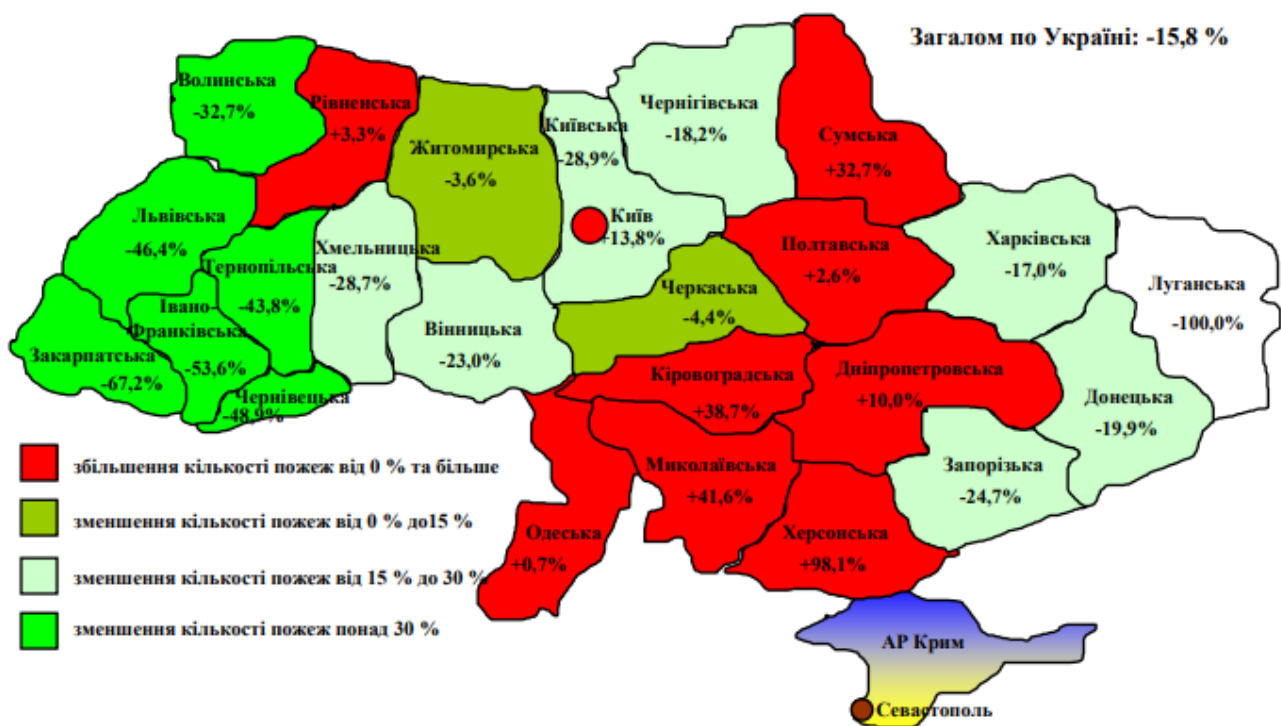 Загалом по Україні: -15,8 %
Волинська
-32,7%
Рівненська
+3,3%
Житомирська
-3,6%
Київська
-28,9%
Чернігівська
-18,2%
Сумська
+32,7%
Львівська
-46,4%
Тернопільська
-43,8%
Хмельницька
-28,7%
Київ
+13,8%
Полтавська
+2,6%
Харківська
-17,0%
Луганська
-100,0%
Івано-
Франківська
-53,6%
Закарпатська
-67,2%
Чернівецька
-48,9%
Вінницька
-23,0%
Черкаська
-4,4%
Кіровоградська
+38,7%
Дніпропетровська
+10,0%
Донецька
-19,9%
Миколаївська
+41,6%
Запорізька
-24,7%
Одеська
+0,7%
Херсонська
+98,1%
АР Крим
Севастополь
збільшення кількості пожеж від 0 % та більше
зменшення кількості пожеж від 0 % до15 %
зменшення кількості пожеж від 15 % до 30 %
зменшення кількості пожеж понад 30 %